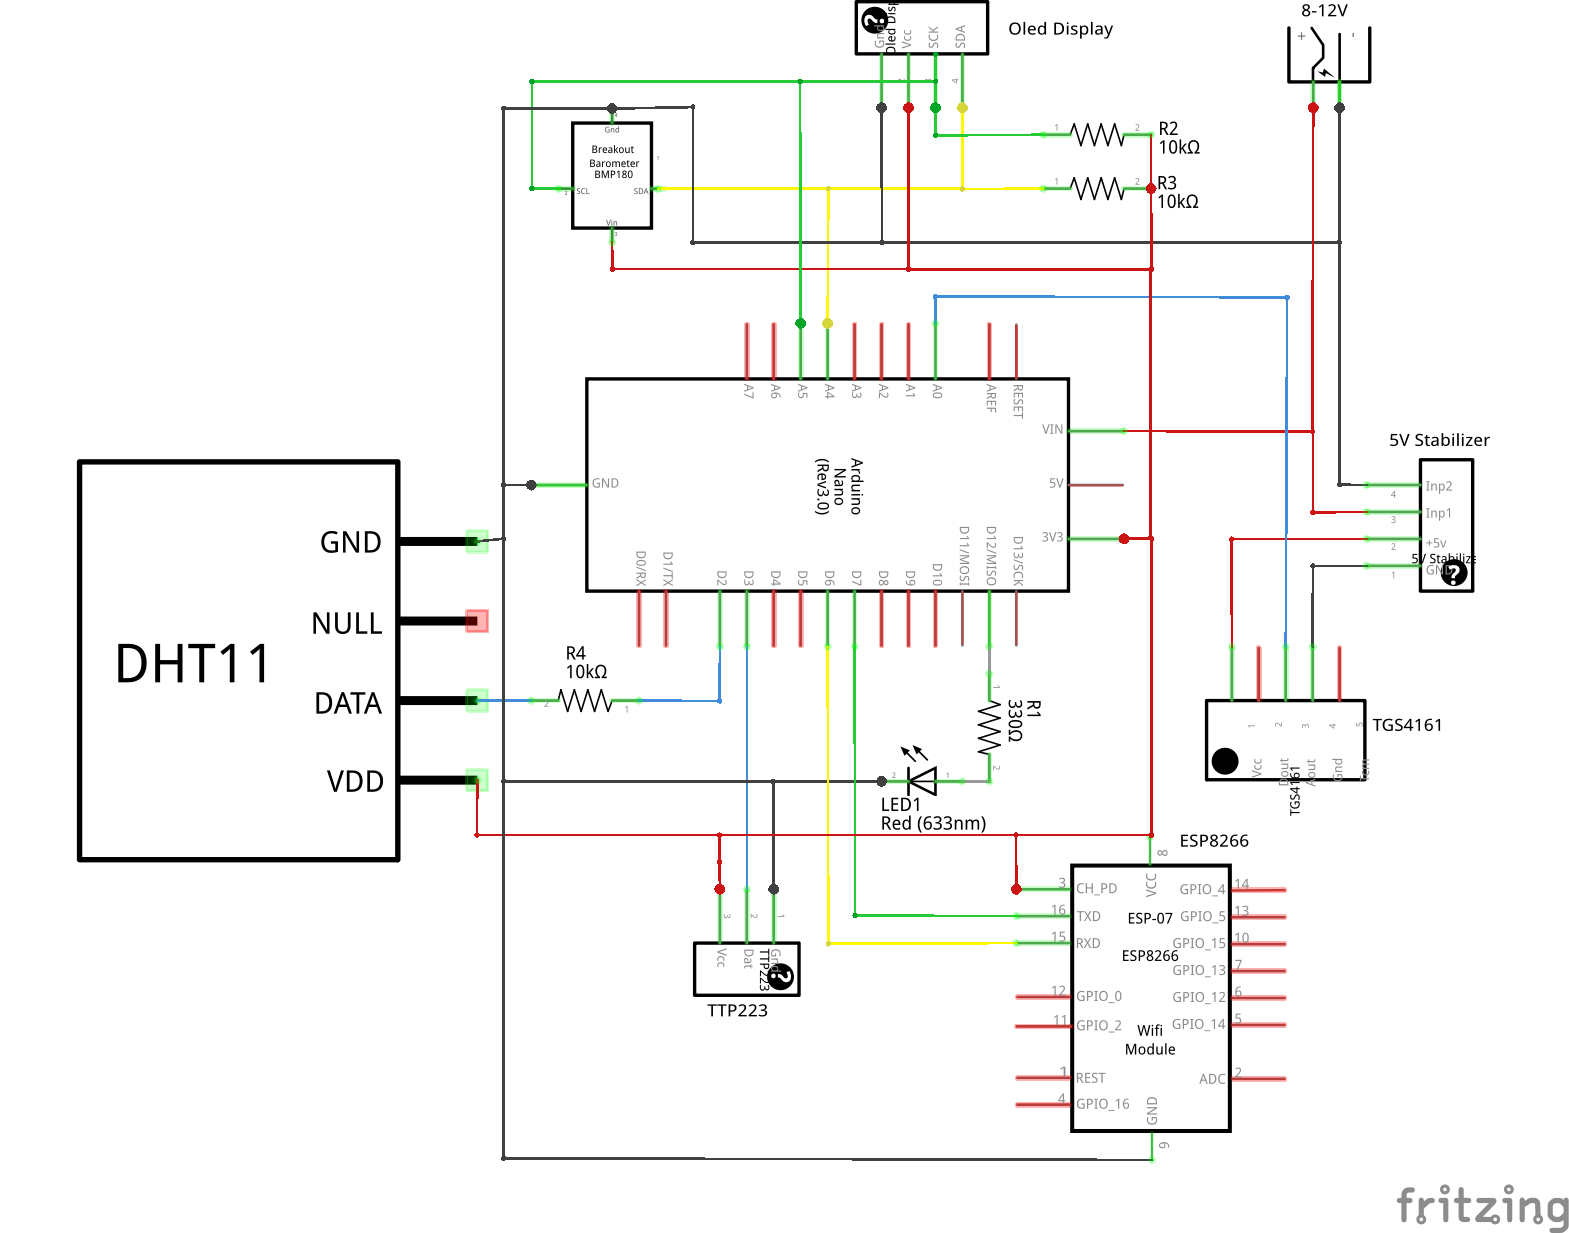 8-12V
+ -
Oled Display
Gnd
Vcc
SCK
SDA
4
Gnd
Breakout
Barometer
BMP180
SCL
SDA
Vin
1 2
R2
10kΩ
1 2
R3
10kΩ
A7
A6
A5
A4
A3
A2
A1
A0
AREF
RESET
GND
Arduino
Nano
(Rev3.0)
VIN
5V
3V3
D0/RX
D1/TX
D2
D3
D4
D5
D6
D7
D8
D9
D10
D11/MOSI
D12/MISO
D13/SCK
5V Stabilizer
4
Inp2
3
Inp1
2
+5v
5V Stabilize
1
DHT11
GND
NULL
DATA
VDD
R4
10kΩ
2 1
R1
330Ω
1
2
2 1
LED1
Red (633nm)
TGS4161
1
2
3
4
5
Vcc
Dout
Aout
Gnd
TGS4161
3
2
1
Vcc
Dat
Gnd
TTP223
TTP223
ESP8266
8
VCC
3 CH_PD
16 TXD
15 RXD
12 GPIO_0
11 GPIO_2
1 REST
4 GPIO_16
ESP-07
ESP8266
Wifi
Module
GPIO_4 14
GPIO_5 13
GPIO_15 10
GPIO_13 7
GPIO_12 6
GPIO_14 5
ADC 2
GND
9
fritzing